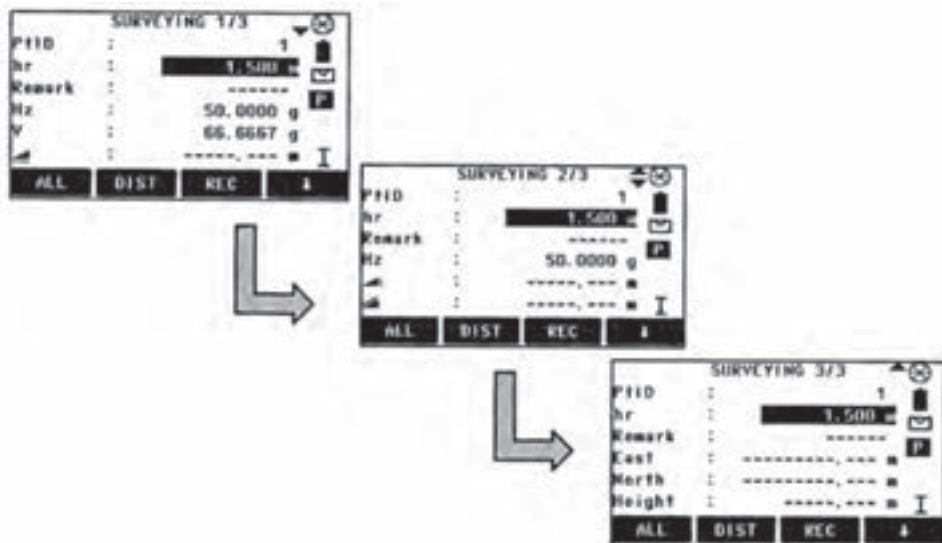 SURVEYING 1/3
PtID : 1
hr : 1.500 m
Remark : ------
Hz : 50.0000 g
V : 66.6667 g
: -----.--- m
ALL DIST REC ↓
P
SURVEYING 2/3
PtID : 1
hr : 1.500 m
Remark : ------
Hz : 50.0000 g
: -----.--- m
: -----.--- m
ALL DIST REC ↓
P
SURVEYING 3/3
PtID : 1
hr : 1.500 m
Remark : ------
East : ---------.--- m
North : ---------.--- m
Height : -----.--- m
ALL DIST REC ↓
P